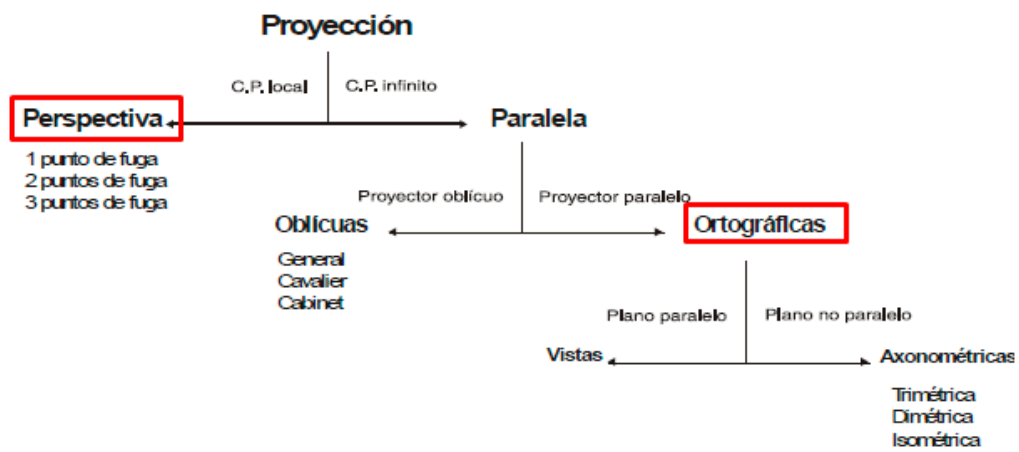 Proyección
C.P. local
C.P. infinito
Perspectiva
Paralela
1 punto de fuga
2 puntos de fuga
3 puntos de fuga
Proyector oblícuo
Proyector paralelo
Oblícuas
Ortográficas
General
Cavalier
Cabinet
Plano paralelo
Plano no paralelo
Vistas
Axonométricas
Trimétrica
Dimétrica
Isométrica